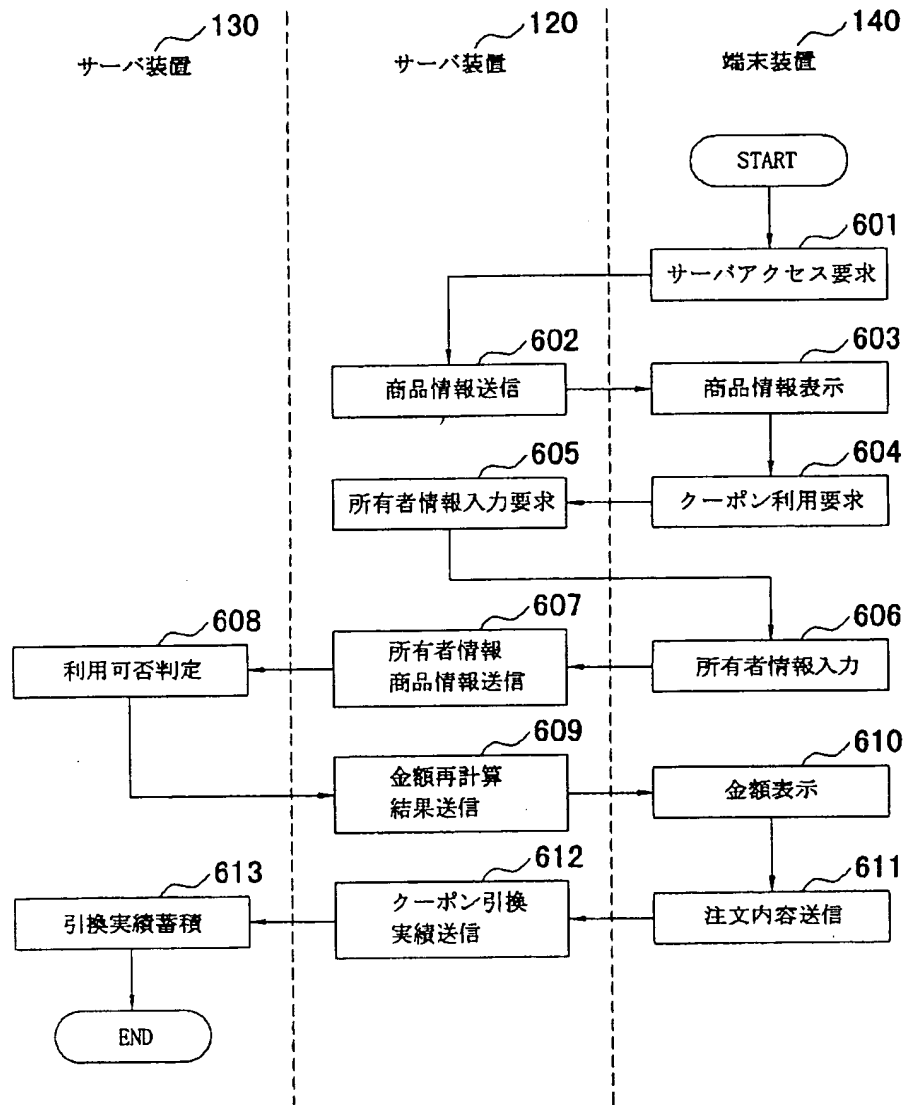 130
120
140
サーバ装置
サーバ装置
端末装置
START
601
サーバアクセス要求
602
商品情報送信
603
商品情報表示
604
クーポン利用要求
605
所有者情報入力要求
606
所有者情報入力
607
所有者情報
商品情報送信
608
利用可否判定
609
金額再計算
結果送信
610
金額表示
611
注文内容送信
612
クーポン引換
実績送信
613
引換実績蓄積
END